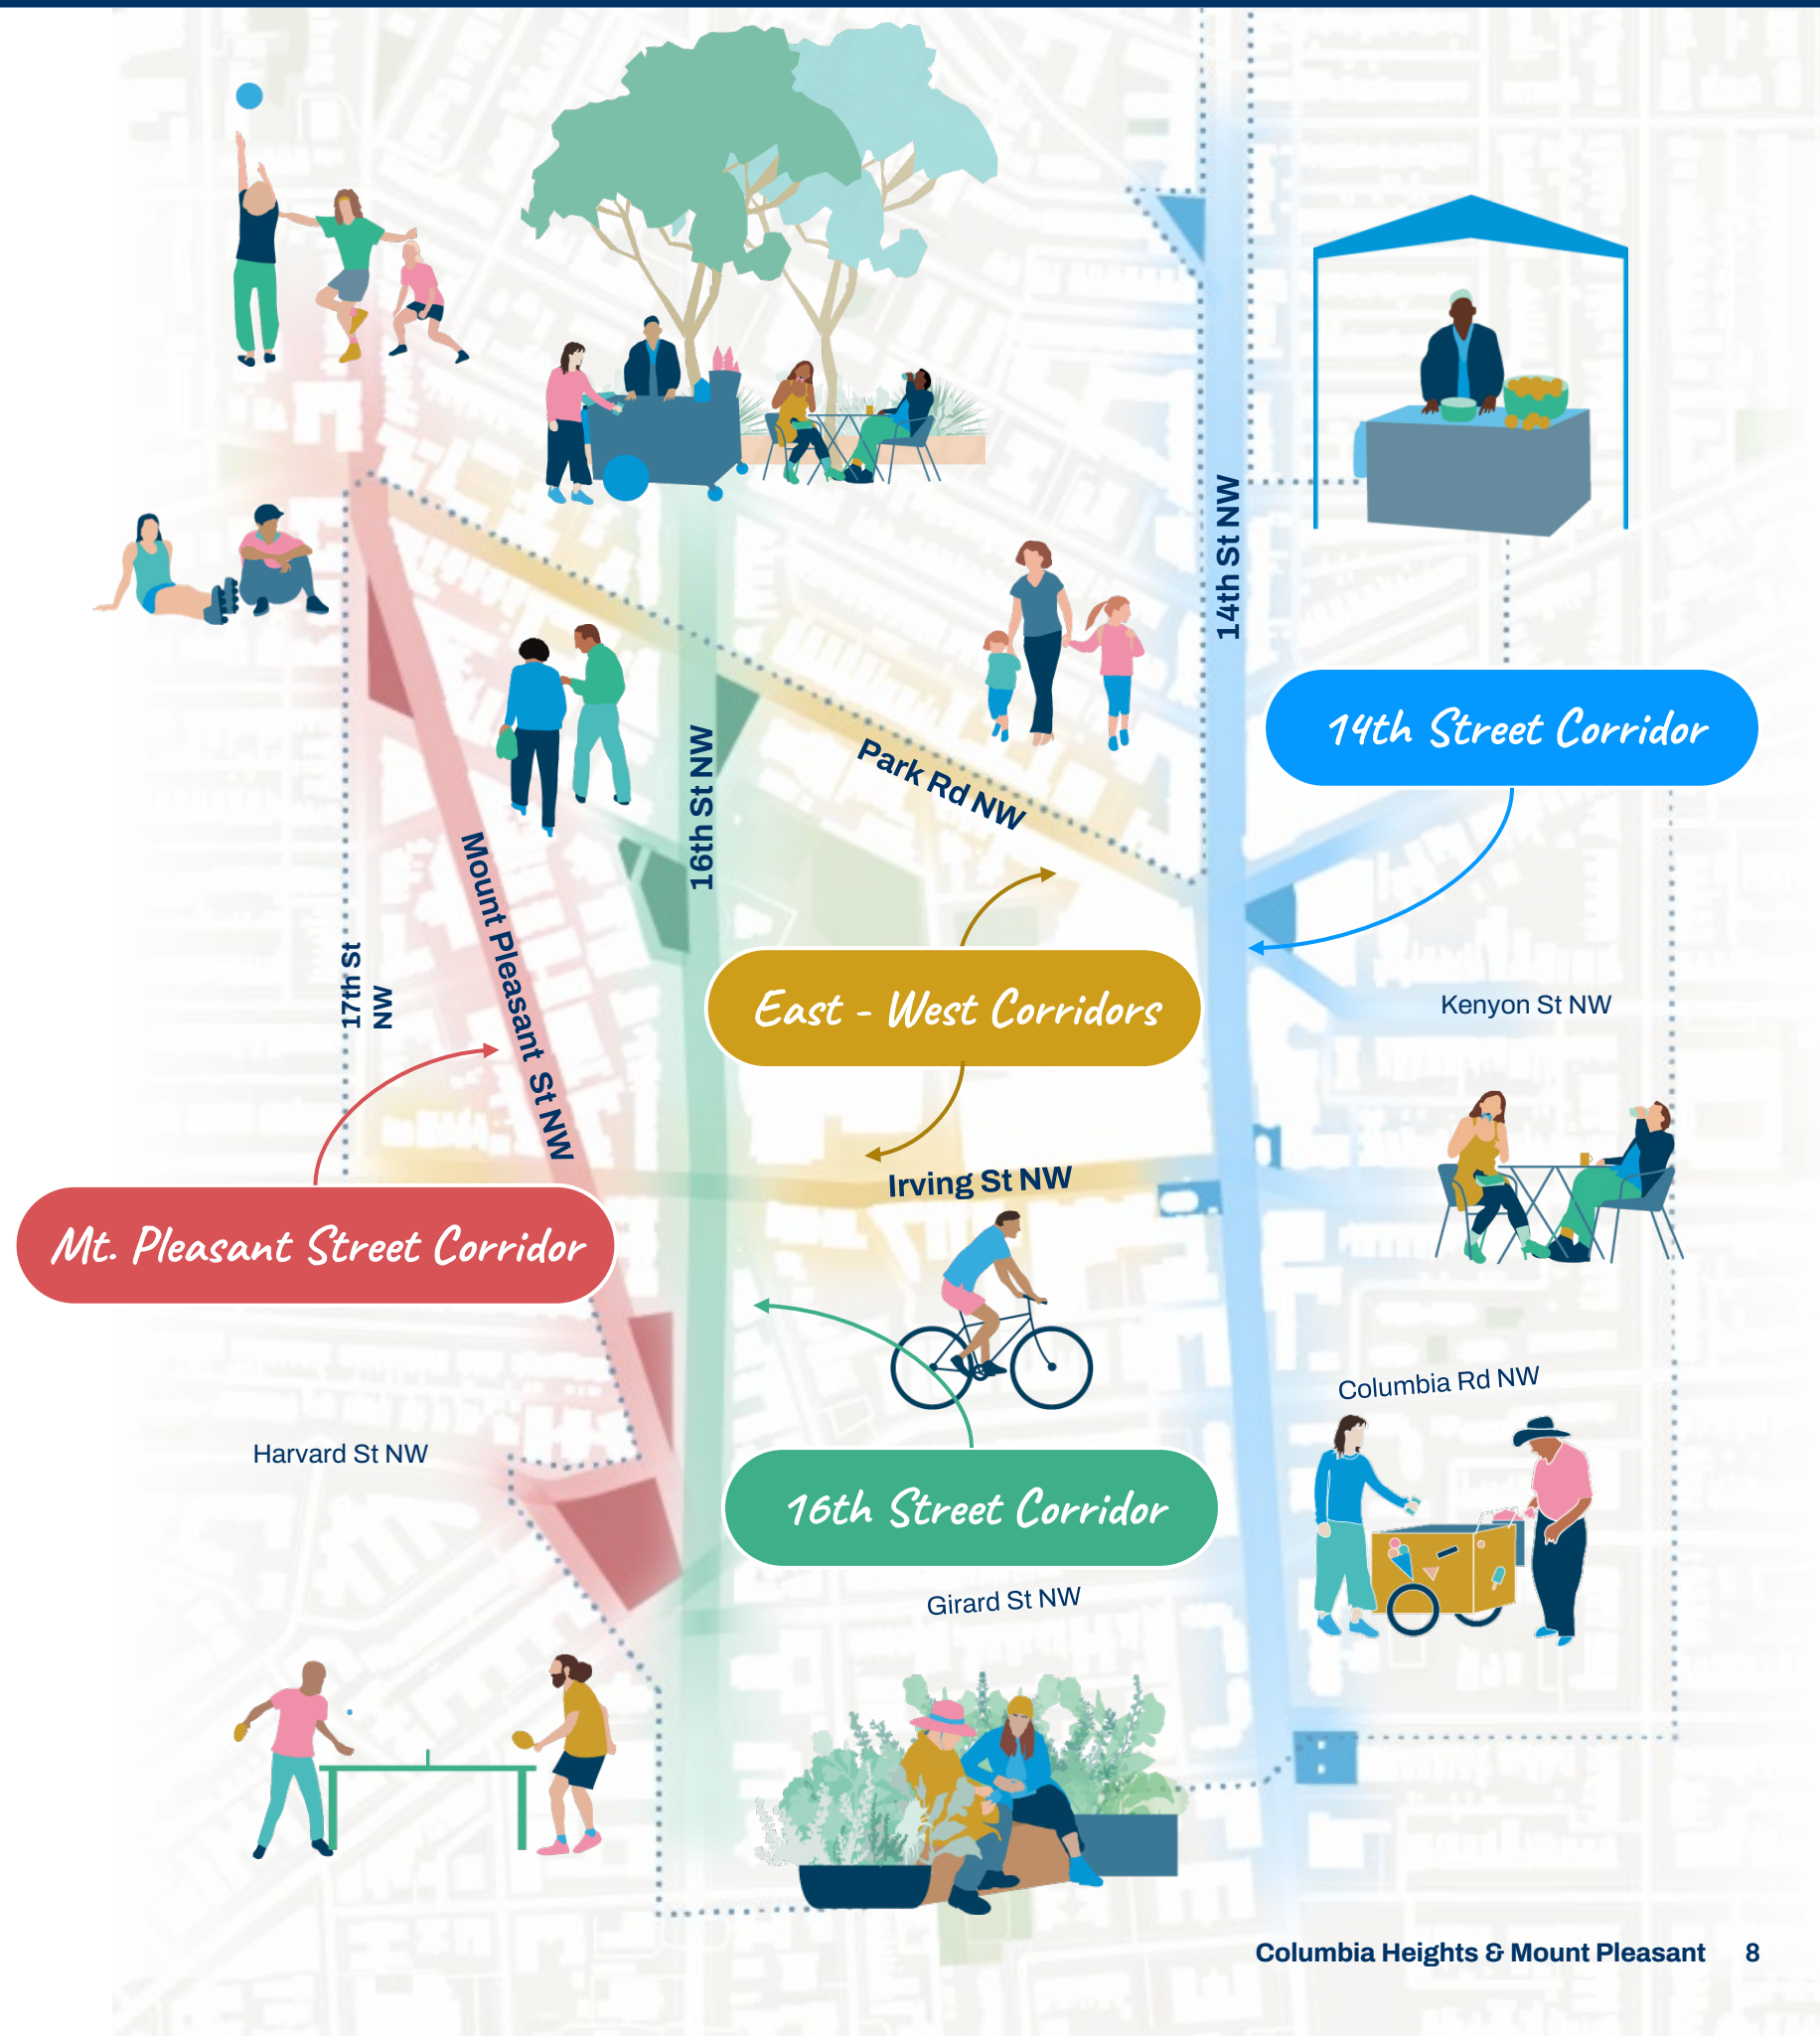 14th St NW
14th Street Corridor
Park Rd NW
16th St NW
Mount Pleasant St NW
17th St
NW
East - West Corridors
Kenyon St NW
Irving St NW
Mt. Pleasant Street Corridor
Columbia Rd NW
Harvard St NW
16th Street Corridor
Girard St NW
Columbia Heights & Mount Pleasant 8